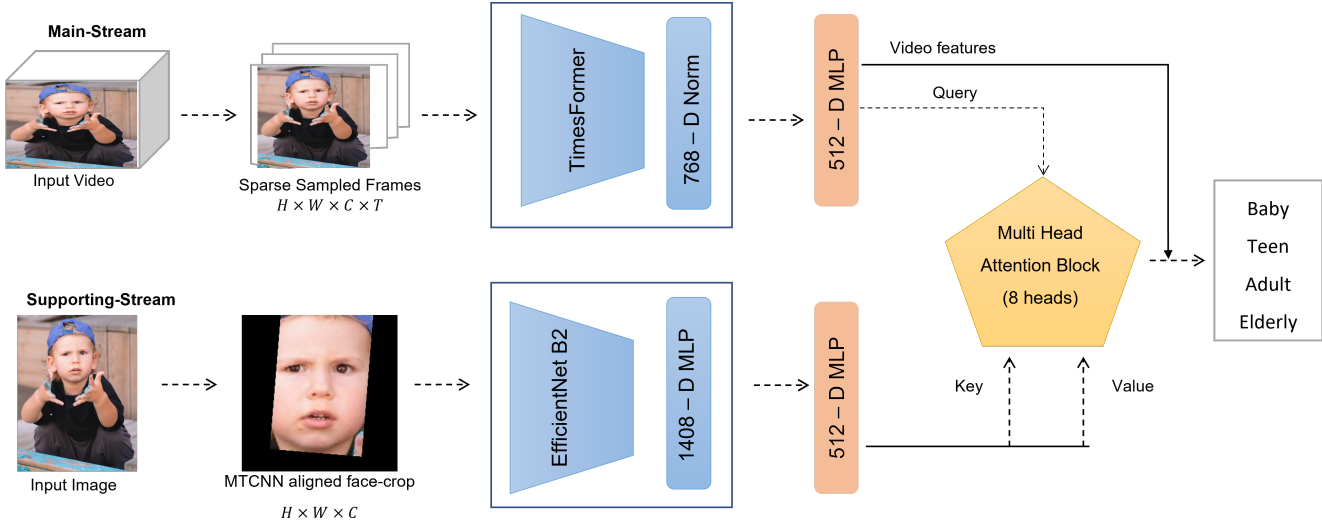 Main-Stream
Input Video
Sparse Sampled Frames
H × W × C × T
TimesFormer
768 – D Norm
512 – D MLP
Video features
Query
Multi Head
Attention Block
(8 heads)
Baby
Teen
Adult
Elderly
Supporting-Stream
Input Image
MTCNN aligned face-crop
H × W × C
EfficientNet B2
1408 – D MLP
512 – D MLP
Key
Value